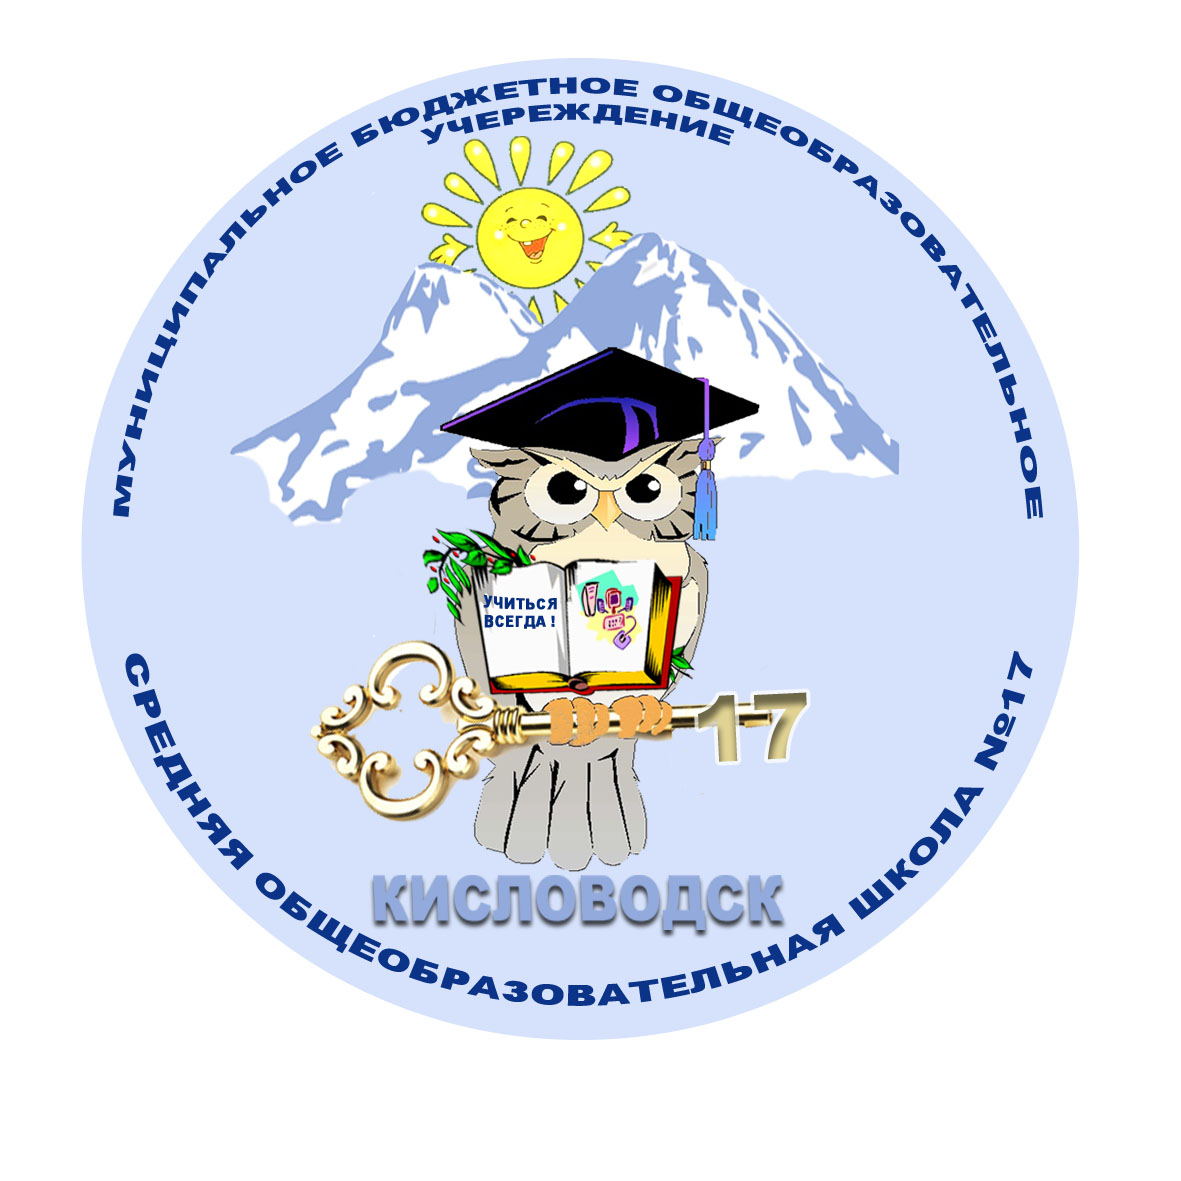 МУНИЦИПАЛЬНОЕ БЮДЖЕТНОЕ ОБЩЕОБРАЗОВАТЕЛЬНОЕ
УЧЕРЕЖДЕНИЕ
УЧИТЬСЯ
ВСЕГДА !
17
КИСЛОВОДСК
СРЕДНЯЯ ОБЩЕОБРАЗОВАТЕЛЬНАЯ ШКОЛА №17